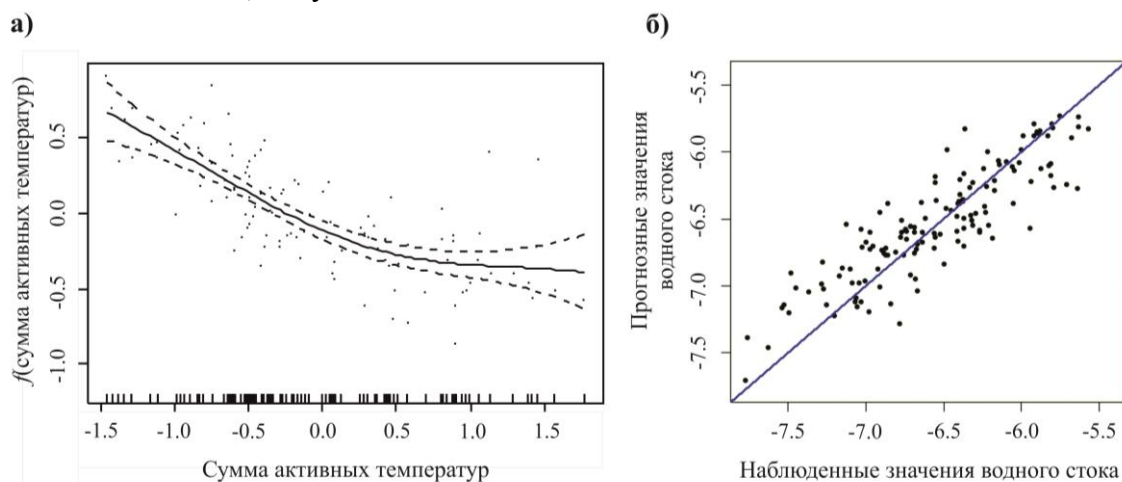 а)
f(сумма активных температур)
0.5
0.0
-0.5
-1.0
-1.5 -1.0 -0.5 0.0 0.5 1.0 1.5
Сумма активных температур
б)
Прогнозные значения
водного стока
-5.5
-6.0
-6.5
-7.0
-7.5
-7.5 -7.0 -6.5 -6.0 -5.5
Наблюденные значения водного стока